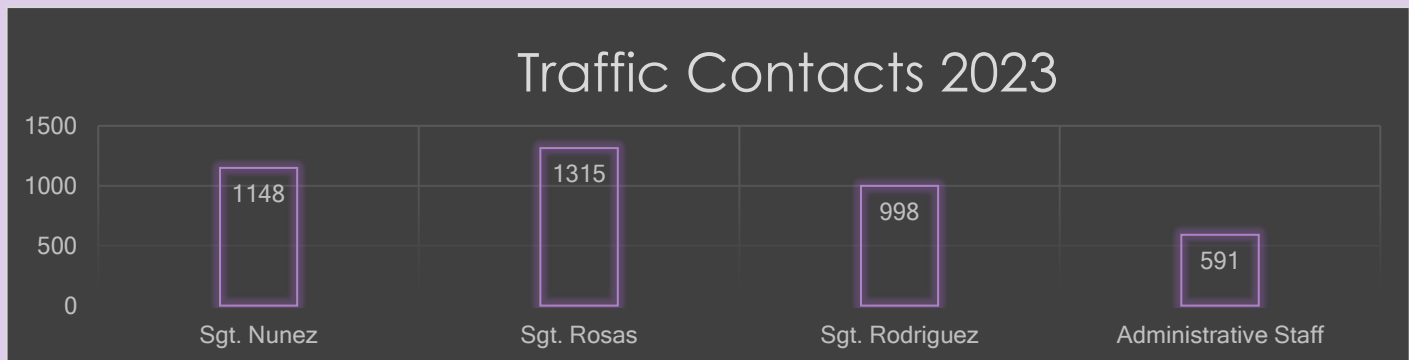 Traffic Contacts 2023
1500
1000
500
0
1148
1315
998
591
Sgt. Nunez
Sgt. Rosas
Sgt. Rodriguez
Administrative Staff